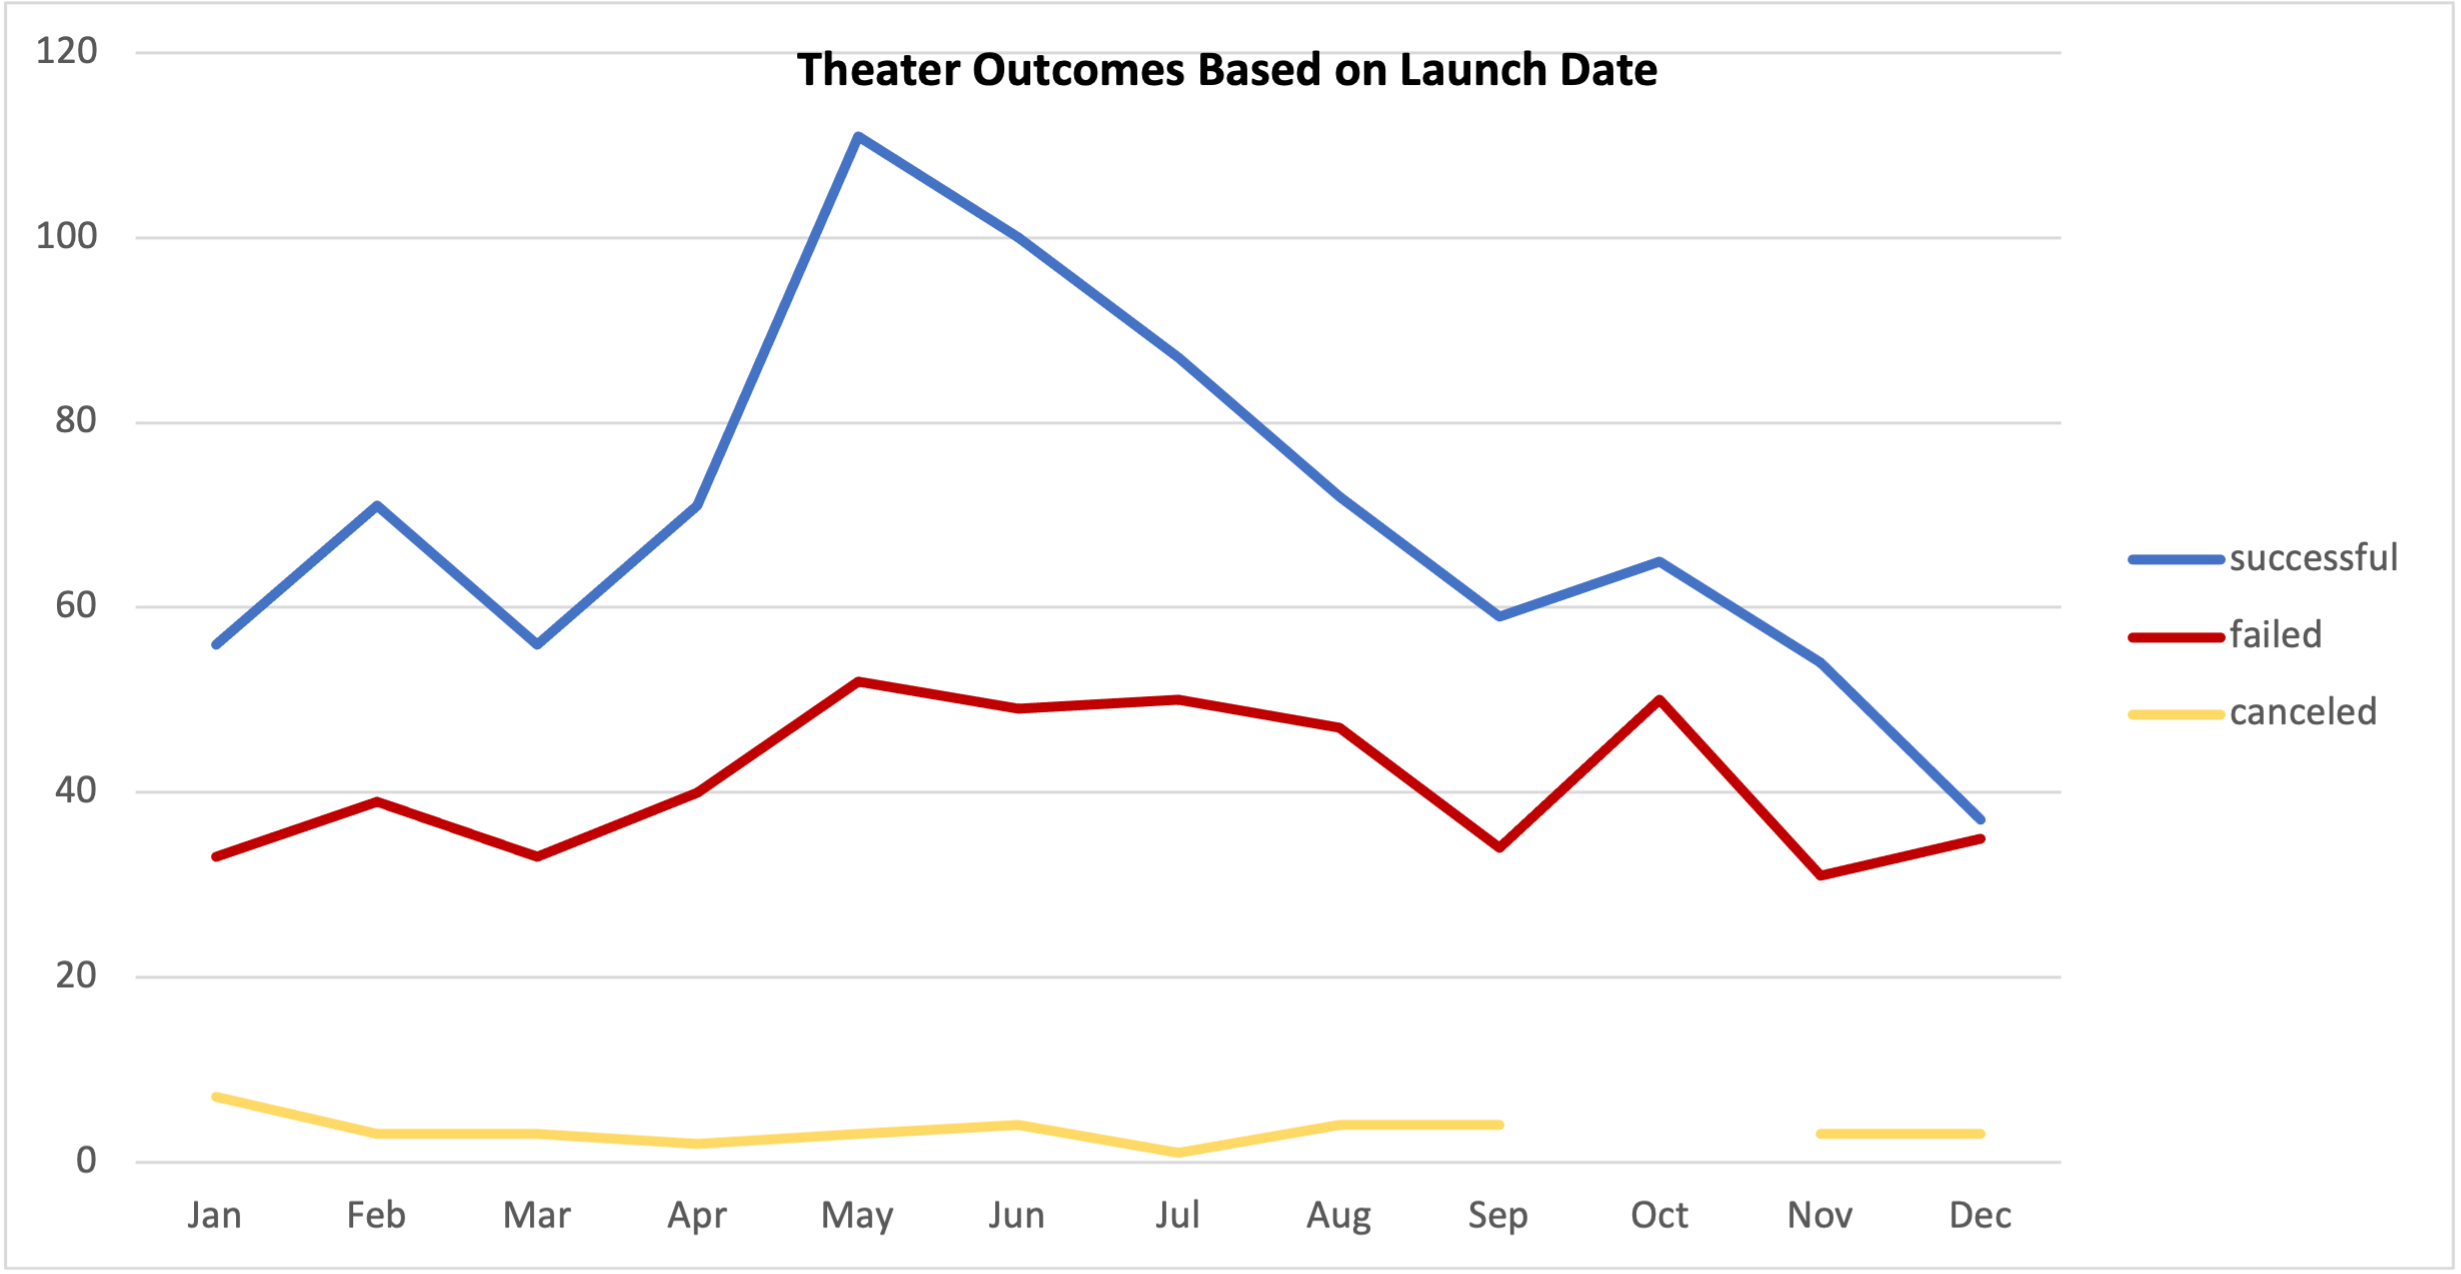 Theater Outcomes Based on Launch Date
120
100
80
60
40
20
0
Jan Feb Mar Apr May Jun Jul Aug Sep Oct Nov Dec
successful
failed
canceled